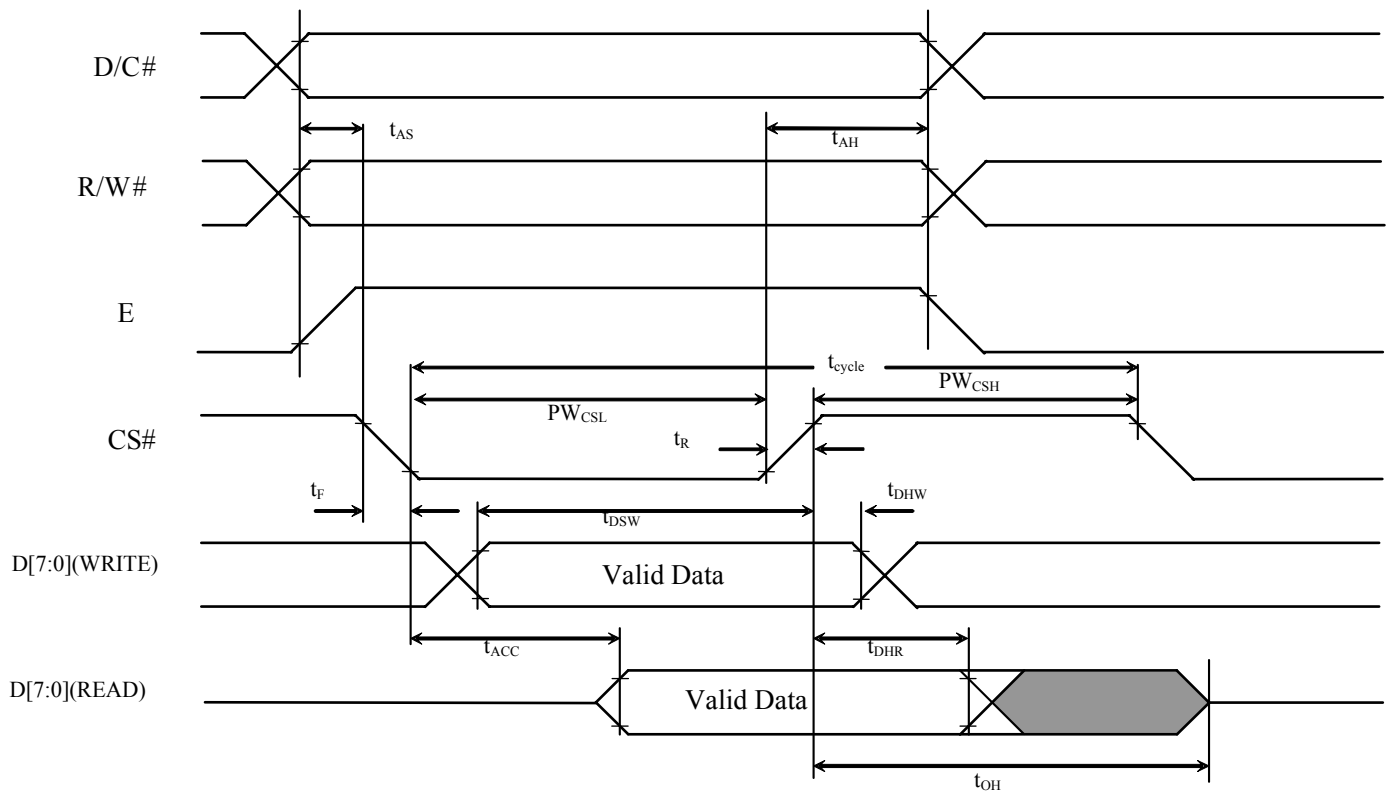 D/C#
tAS
tAH
R/W#
E
tcycle
PWCSH
PWCSL
CS#
tR
tF
tDHW
tDSW
D[7:0](WRITE)
Valid Data
tACC
tDHR
D[7:0](READ)
Valid Data
tOH